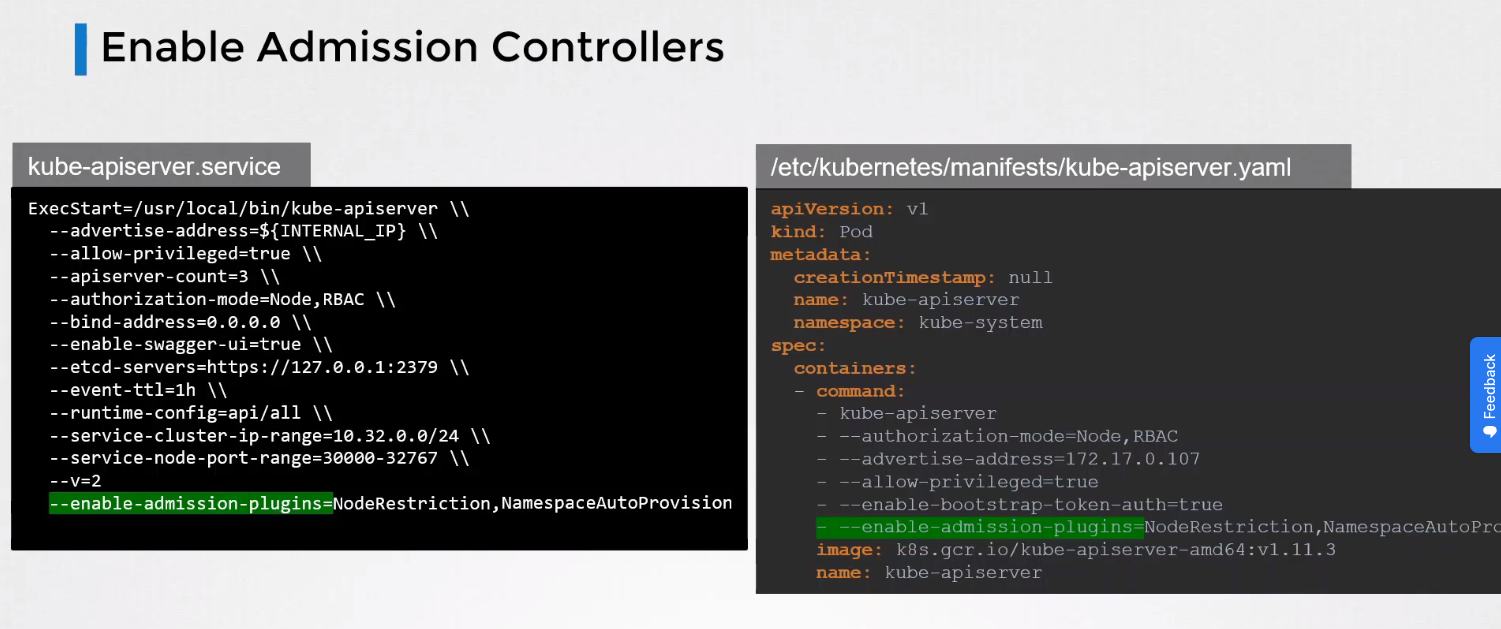 Enable Admission Controllers
kube-apiserver.service
ExecStart=/usr/local/bin/kube-apiserver \\
  --advertise-address=${INTERNAL_IP} \\
  --allow-privileged=true \\
  --apiserver-count=3 \\
  --authorization-mode=Node,RBAC \\
  --bind-address=0.0.0.0 \\
  --enable-swagger-ui=true \\
  --etcd-servers=https://127.0.0.1:2379 \\
  --event-ttl=1h \\
  --runtime-config=api/all \\
  --service-cluster-ip-range=10.32.0.0/24 \\
  --service-node-port-range=30000-32767 \\
  --v=2
  --enable-admission-plugins=NodeRestriction,NamespaceAutoProvision
/etc/kubernetes/manifests/kube-apiserver.yaml
apiVersion: v1
kind: Pod
metadata:
  creationTimestamp: null
  name: kube-apiserver
  namespace: kube-system
spec:
  containers:
  - command:
    - kube-apiserver
    - --authorization-mode=Node,RBAC
    - --advertise-address=172.17.0.107
    - --allow-privileged=true
    - --enable-bootstrap-token-auth=true
    - --enable-admission-plugins=NodeRestriction,NamespaceAutoPro
    image: k8s.gcr.io/kube-apiserver-amd64:v1.11.3
    name: kube-apiserver
Feedback